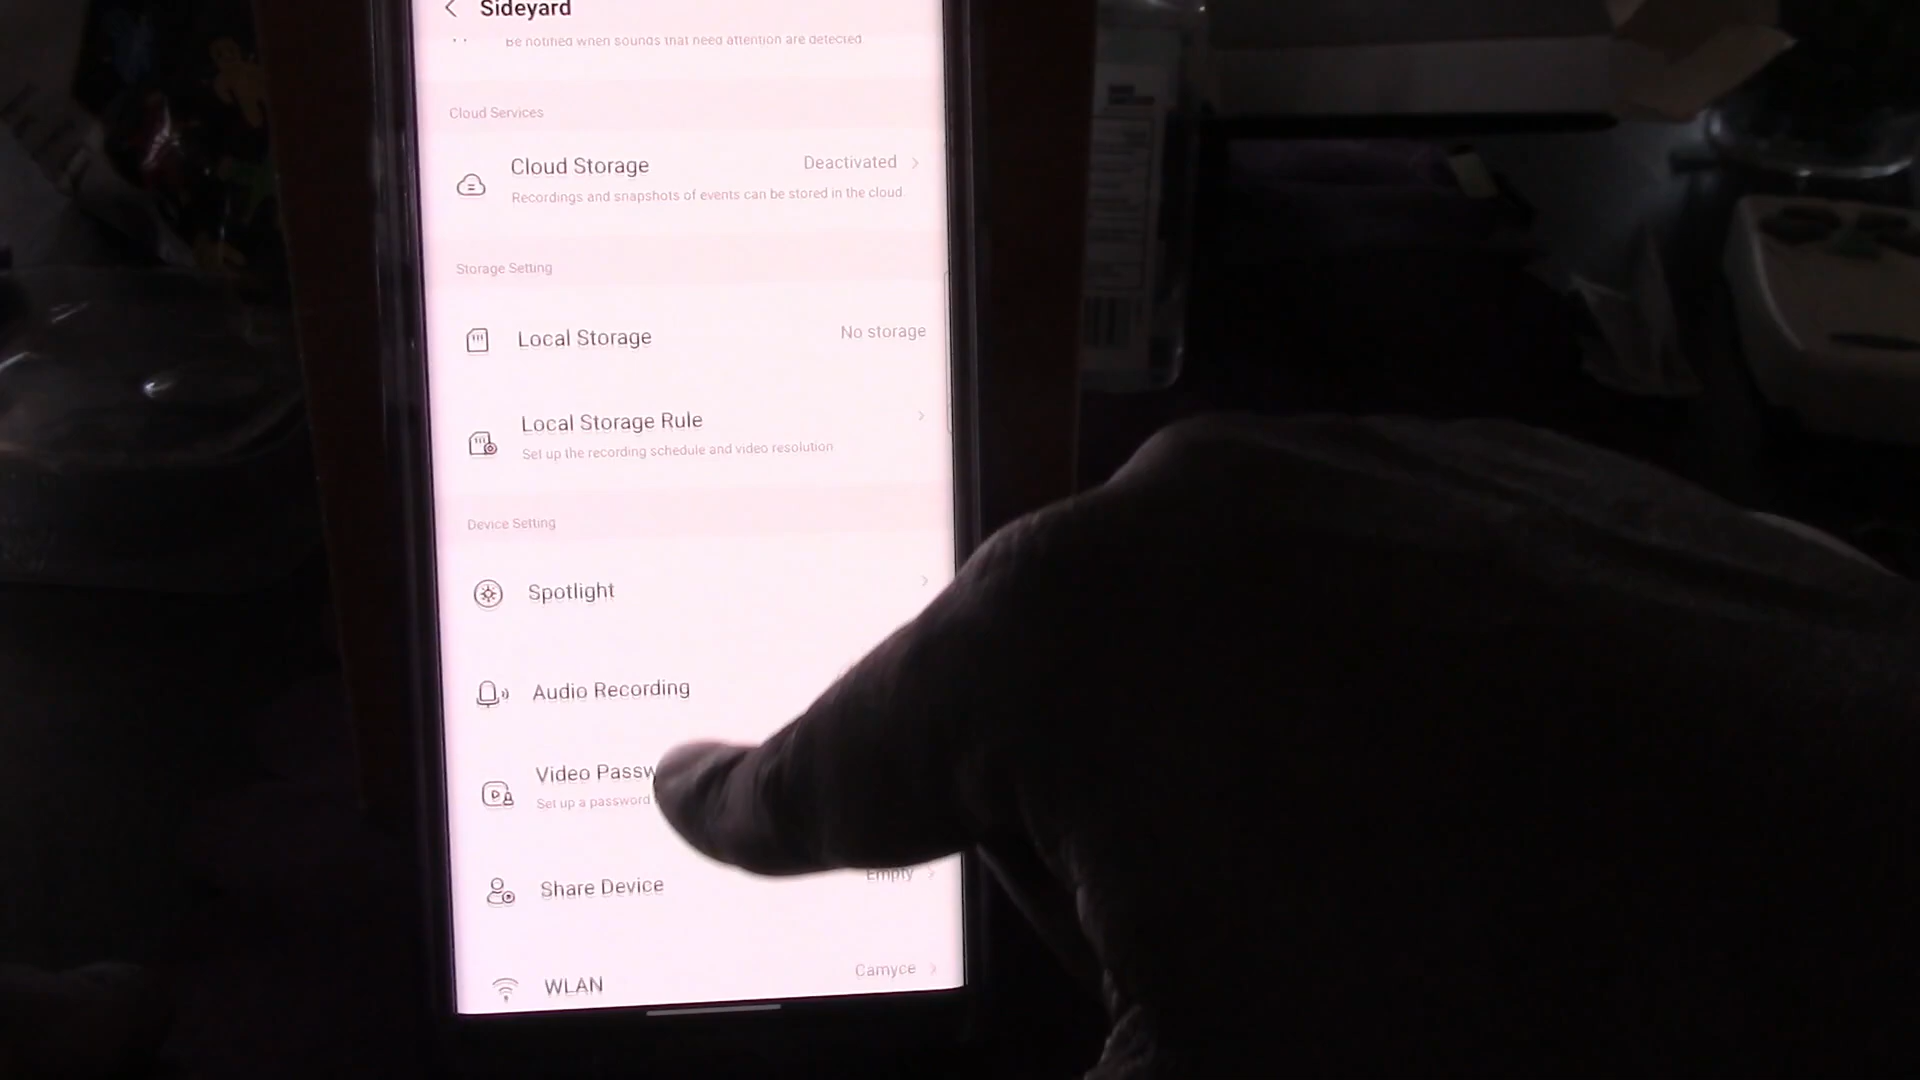 Sideyard
Be notified when sounds that need attention are detected.
Cloud Services
Cloud Storage
Deactivated
Recordings and snapshots of events can be stored in the cloud.
Storage Setting
Local Storage
No storage
Local Storage Rule
Set up the recording schedule and video resolution
Device Setting
Spotlight
Audio Recording
Video Passw
Set up a password
Share Device
Empty
WLAN
Camyce